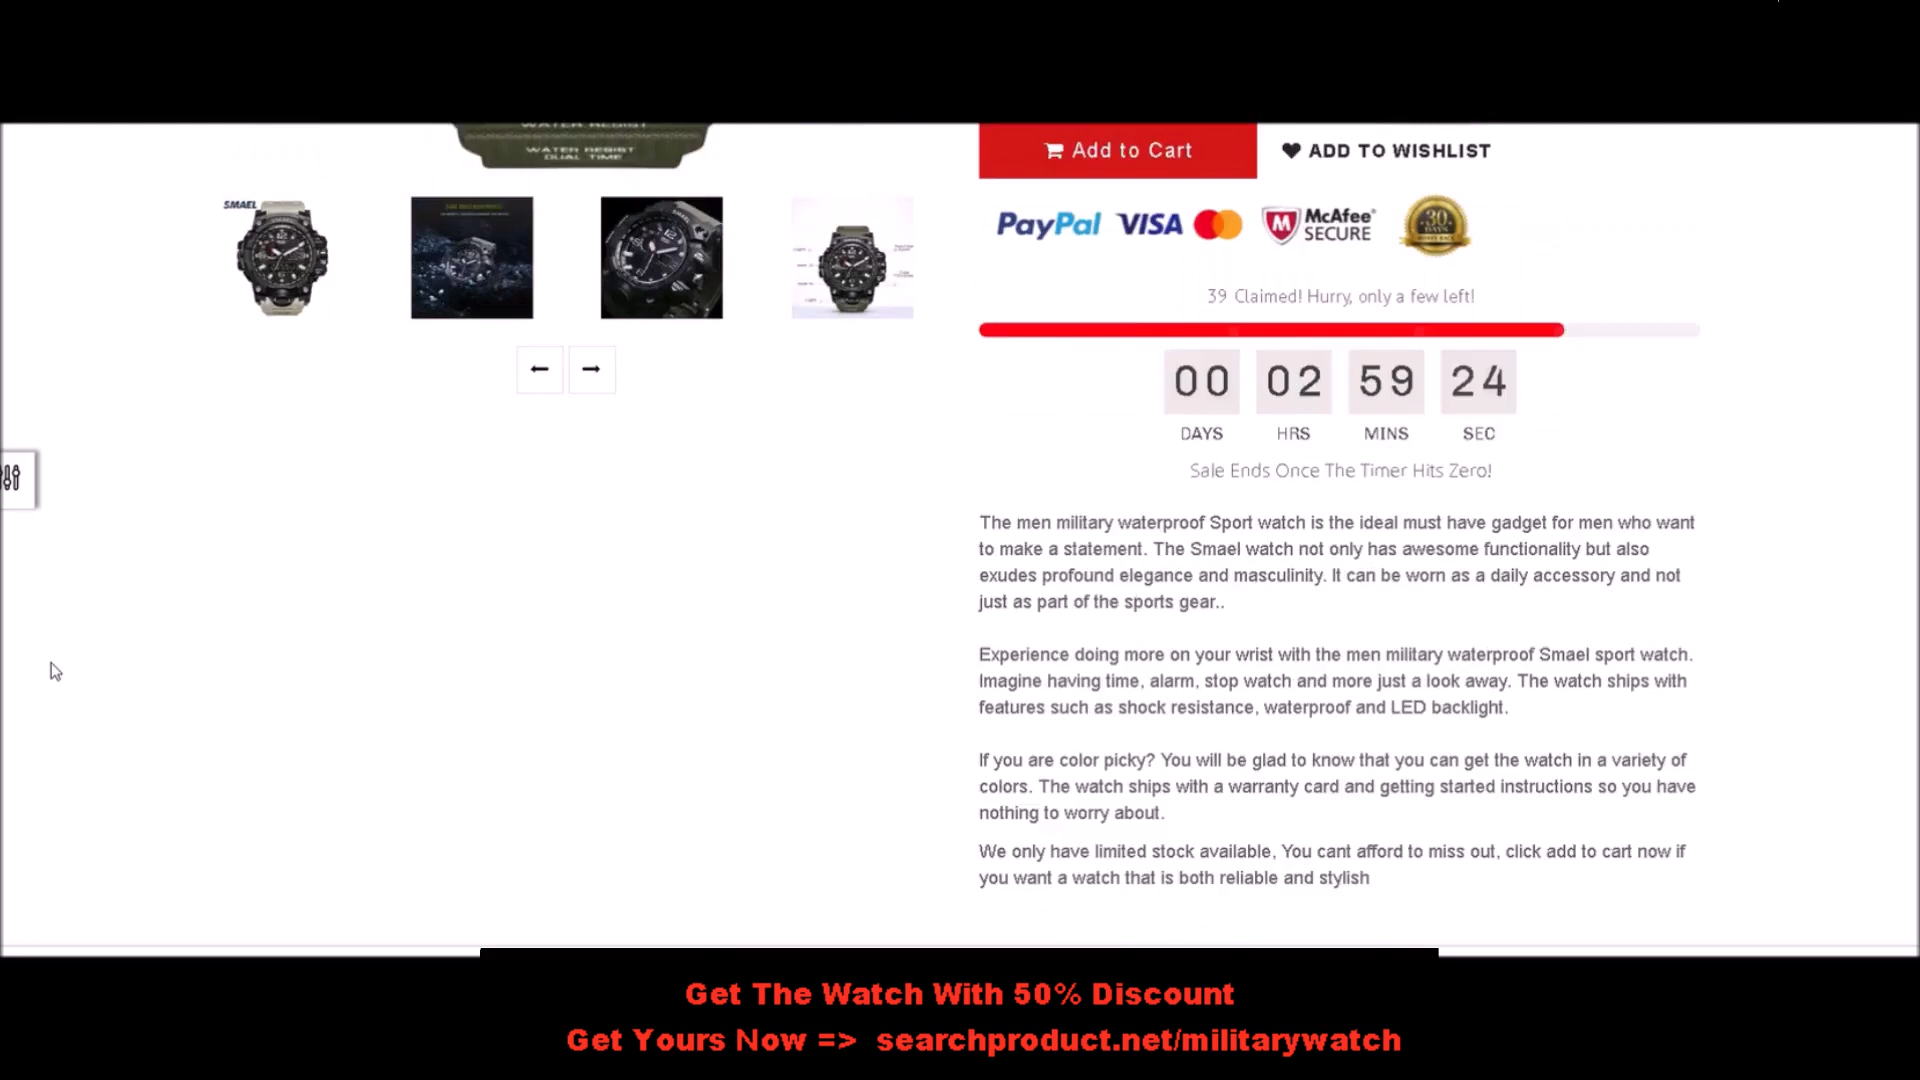 WATER RESIST
WATER RESIST
DUAL TIME
Add to Cart
ADD TO WISHLIST
SMAEL
PayPal VISA McAfee SECURE 30 DAYS
39 Claimed! Hurry, only a few left!
00 02 59 24
DAYS HRS MINS SEC
Sale Ends Once The Timer Hits Zero!
The men military waterproof Sport watch is the ideal must have gadget for men who want
to make a statement. The Smael watch not only has awesome functionality but also
exudes profound elegance and masculinity. It can be worn as a daily accessory and not
just as part of the sports gear..
Experience doing more on your wrist with the men military waterproof Smael sport watch.
Imagine having time, alarm, stop watch and more just a look away. The watch ships with
features such as shock resistance, waterproof and LED backlight.
If you are color picky? You will be glad to know that you can get the watch in a variety of
colors. The watch ships with a warranty card and getting started instructions so you have
nothing to worry about.
We only have limited stock available, You cant afford to miss out, click add to cart now if
you want a watch that is both reliable and stylish
Get The Watch With 50% Discount
Get Yours Now => searchproduct.net/militarywatch